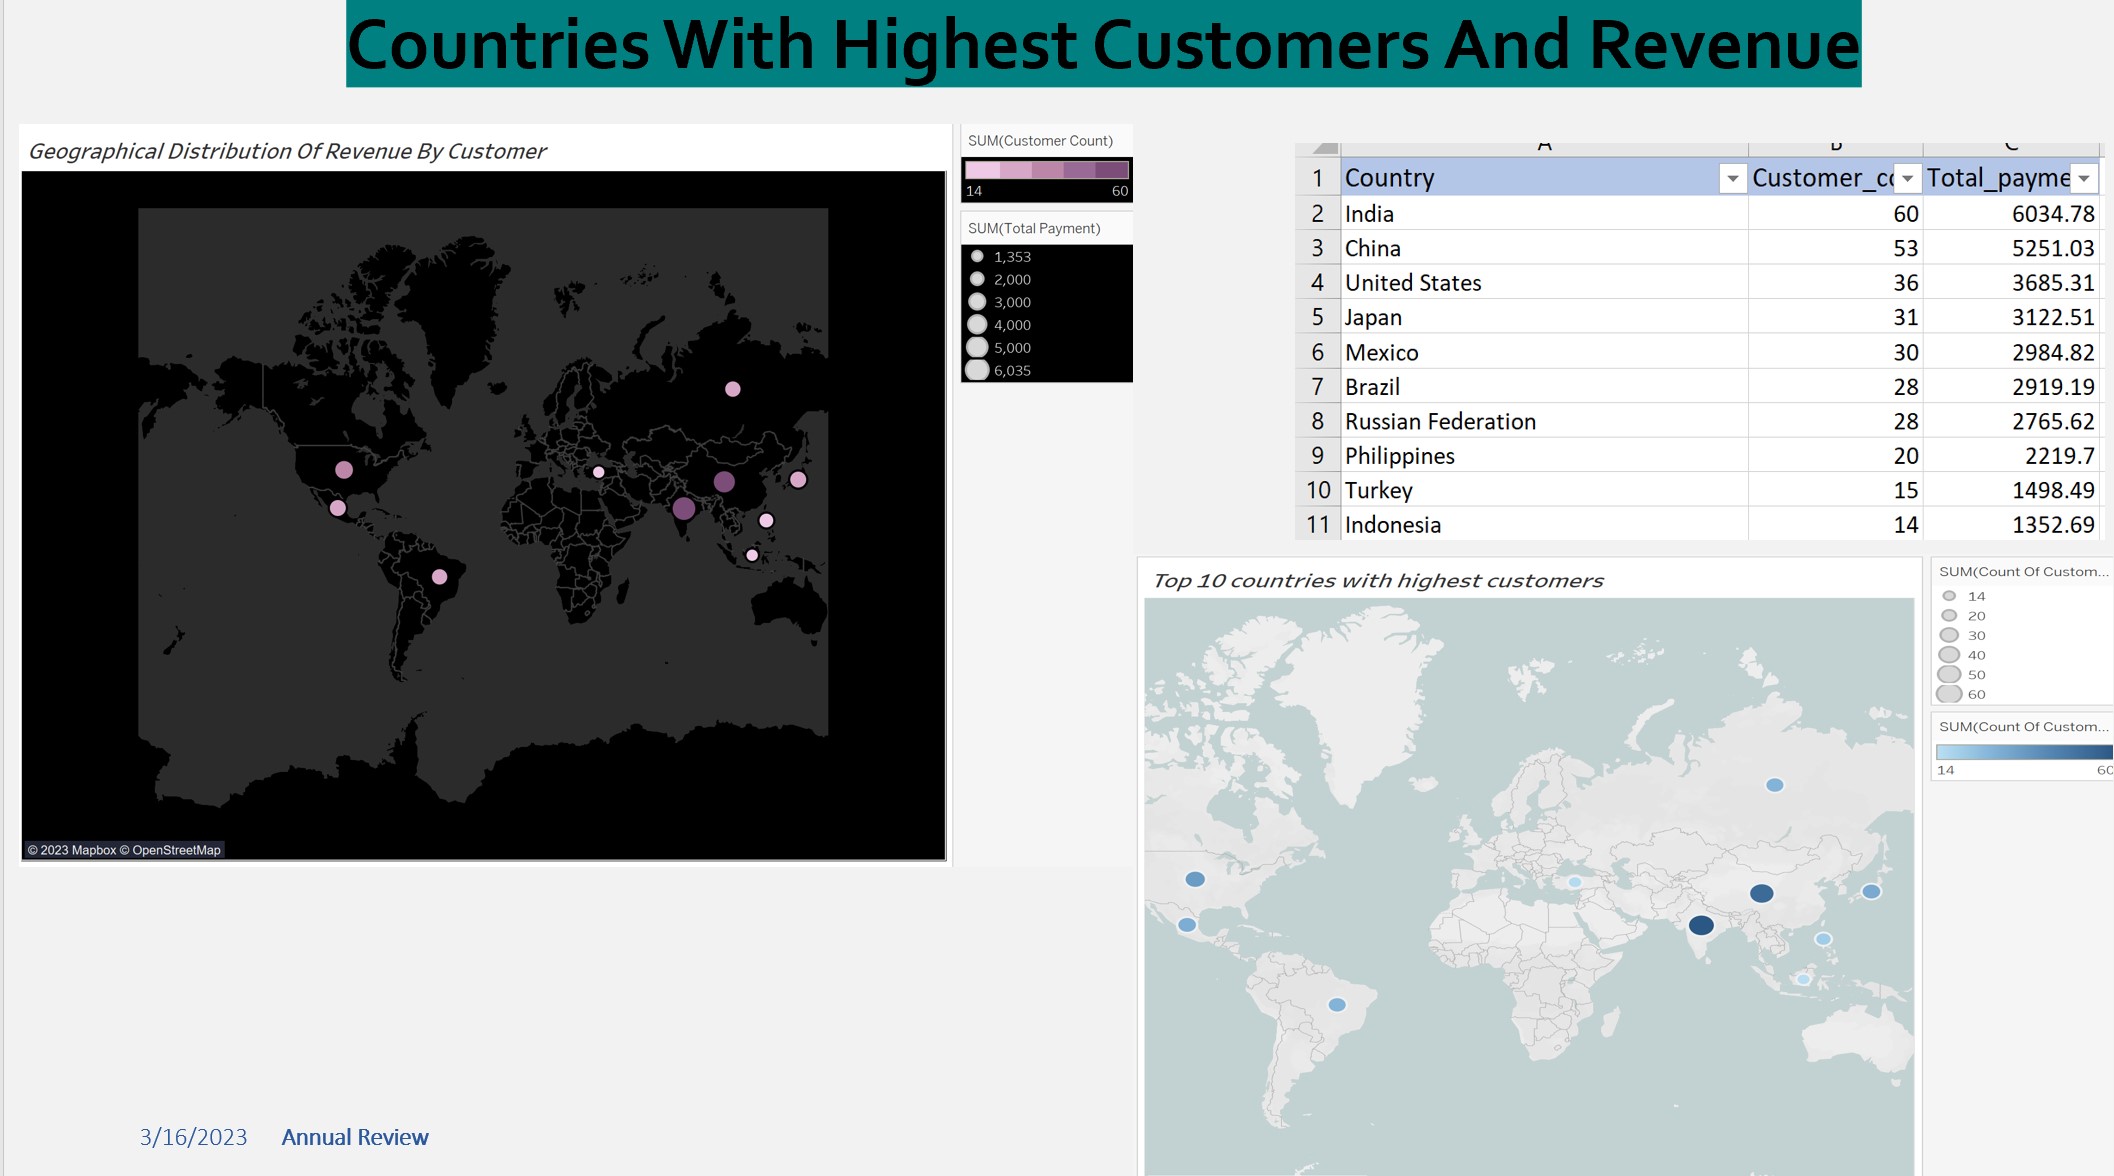 Countries With Highest Customers And Revenue
Geographical Distribution Of Revenue By Customer
SUM(Customer Count)
14 60
SUM(Total Payment)
1,353
2,000
3,000
4,000
5,000
6,035
© 2023 Mapbox © OpenStreetMap
1 Country Customer_co Total_payme
2 India 60 6034.78
3 China 53 5251.03
4 United States 36 3685.31
5 Japan 31 3122.51
6 Mexico 30 2984.82
7 Brazil 28 2919.19
8 Russian Federation 28 2765.62
9 Philippines 20 2219.7
10 Turkey 15 1498.49
11 Indonesia 14 1352.69
Top 10 countries with highest customers
SUM(Count Of Custom...
14
20
30
40
50
60
SUM(Count Of Custom...
14 60
3/16/2023 Annual Review